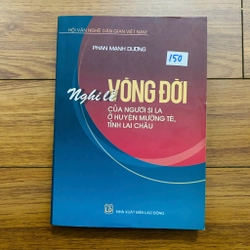 HỘI VĂN NGHỆ DÂN GIAN VIỆT NAM
PHAN MẠNH DƯƠNG
150
Nghi lễ
VÒNG ĐỜI
CỦA NGƯỜI SI LA
Ở HUYỆN MƯỜNG TÈ,
TỈNH LAI CHÂU
NHÀ XUẤT BẢN LAO ĐỘNG